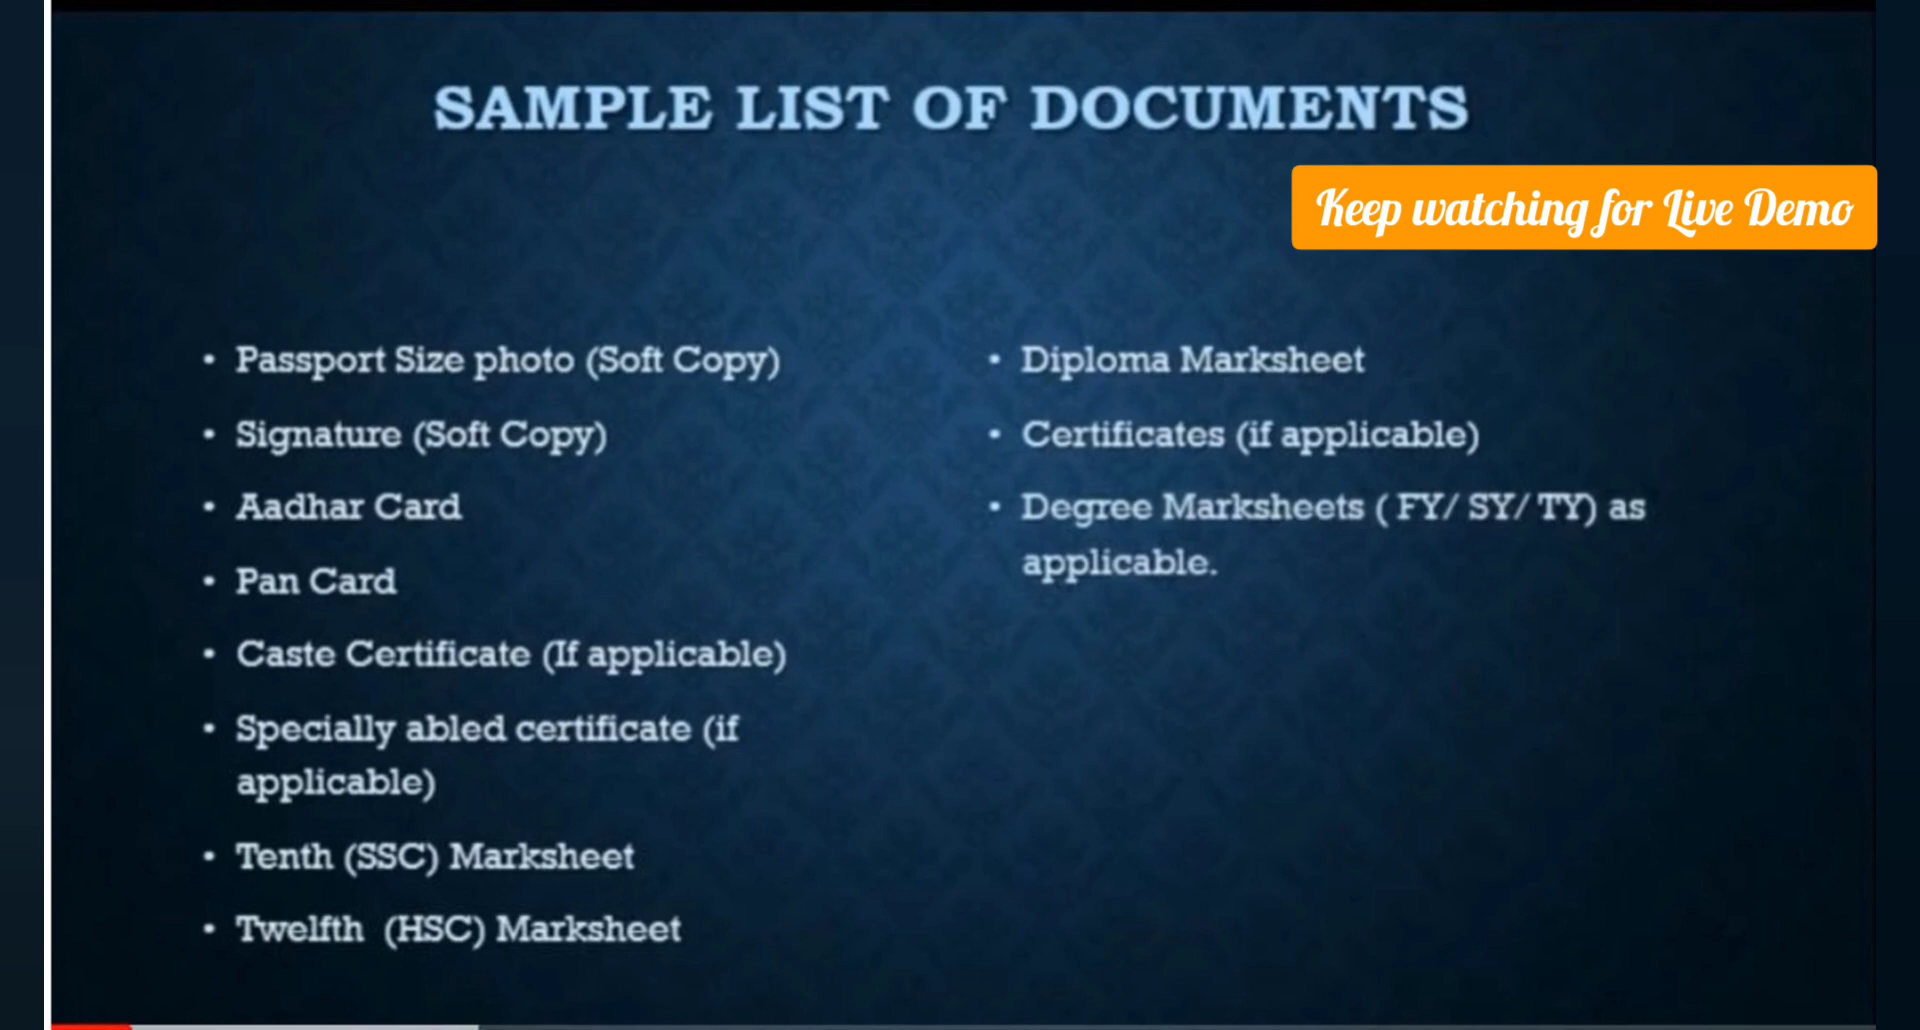 SAMPLE LIST OF DOCUMENTS
Keep watching for Live Demo
• Passport Size photo (Soft Copy)
• Signature (Soft Copy)
• Aadhar Card
• Pan Card
• Caste Certificate (If applicable)
• Specially abled certificate (if
applicable)
• Tenth (SSC) Marksheet
• Twelfth (HSC) Marksheet
• Diploma Marksheet
• Certificates (if applicable)
• Degree Marksheets ( FY/ SY/ TY) as
applicable.